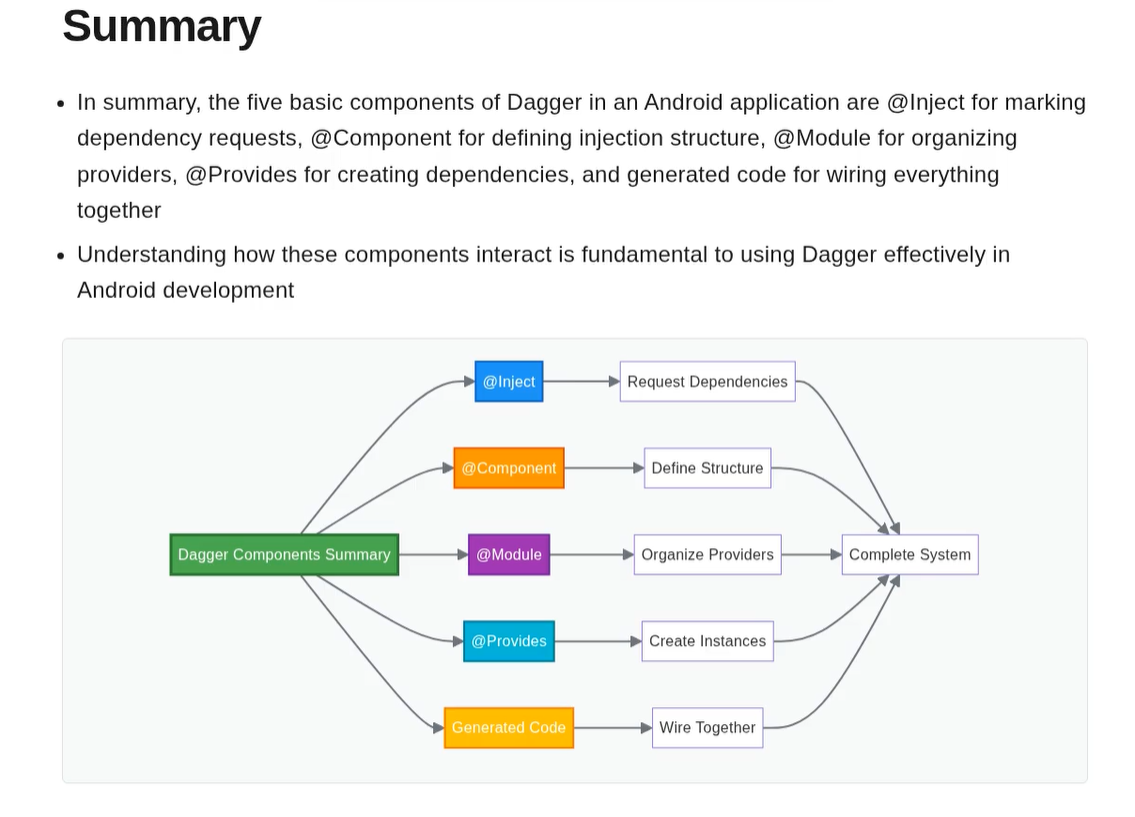 Summary
• In summary, the five basic components of Dagger in an Android application are @Inject for marking
dependency requests, @Component for defining injection structure, @Module for organizing
providers, @Provides for creating dependencies, and generated code for wiring everything
together
• Understanding how these components interact is fundamental to using Dagger effectively in
Android development
@Inject
Request Dependencies
@Component
Define Structure
Dagger Components Summary
@Module
Organize Providers
Complete System
@Provides
Create Instances
Generated Code
Wire Together